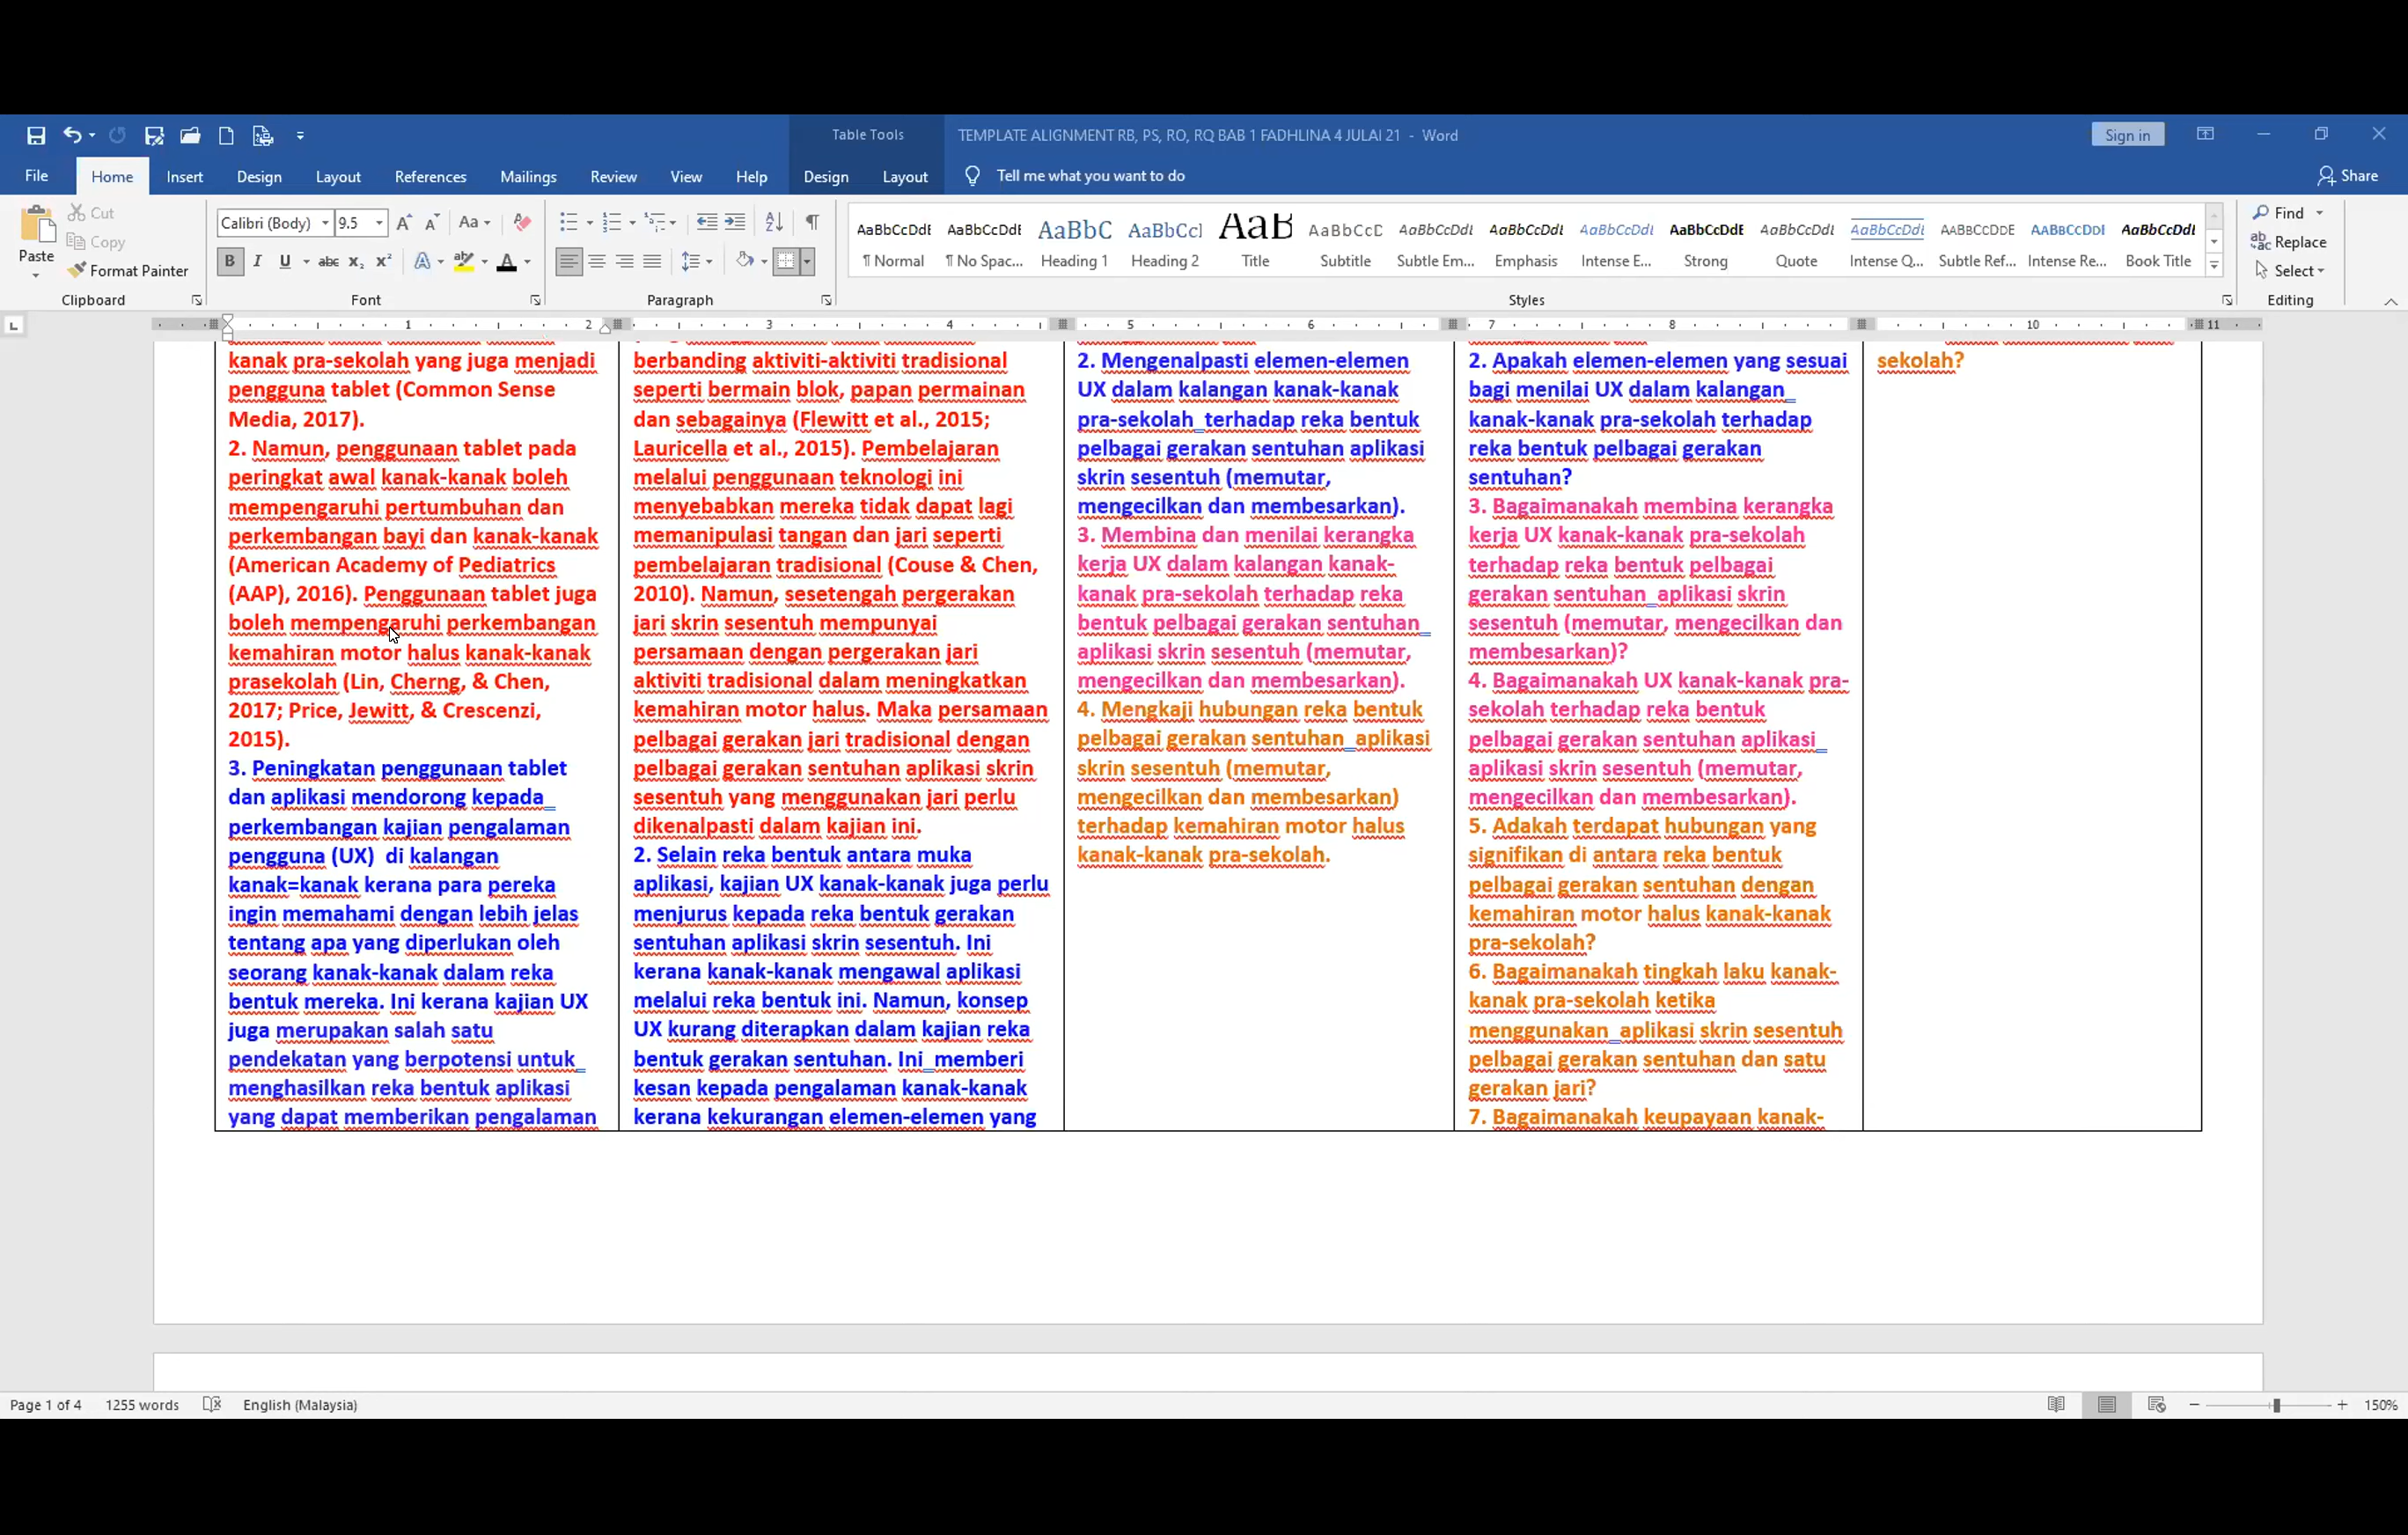 Table Tools
TEMPLATE ALIGNMENT RB, PS, RO, RQ BAB 1 FADHLINA 4 JULAI 21 - Word
Sign in
File
Home
Insert
Design
Layout
References
Mailings
Review
View
Help
Design
Layout
Tell me what you want to do
Share
Paste
Cut
Copy
Format Painter
Clipboard
Calibri (Body)
9.5
Font
Paragraph
AaBbCcDdE
¶ Normal
AaBbCcDdE
¶ No Spac...
AaBbC
Heading 1
AaBbCcI
Heading 2
AaB
Title
AaBbCcC
Subtitle
AaBbCcDdI
Subtle Em...
AaBbCcDdI
Emphasis
AaBbCcDdI
Intense E...
AaBbCcDdE
Strong
AaBbCcDdI
Quote
AaBbCcDdI
Intense Q...
AaBbCcDdE
Subtle Ref...
AaBbCcDdI
Intense Re...
AaBbCcDdI
Book Title
Styles
Find
Replace
Select
Editing
1 2 3 4 5 6 7 8 10 11
kanak pra-sekolah yang juga menjadi
pengguna tablet (Common Sense
Media, 2017).
2. Namun, penggunaan tablet pada
peringkat awal kanak-kanak boleh
mempengaruhi pertumbuhan dan
perkembangan bayi dan kanak-kanak
(American Academy of Pediatrics
(AAP), 2016). Penggunaan tablet juga
boleh mempengaruhi perkembangan
kemahiran motor halus kanak-kanak
prasekolah (Lin, Cherng, & Chen,
2017; Price, Jewitt, & Crescenzi,
2015).
3. Peningkatan penggunaan tablet
dan aplikasi mendorong kepada
perkembangan kajian pengalaman
pengguna (UX) di kalangan
kanak=kanak kerana para pereka
ingin memahami dengan lebih jelas
tentang apa yang diperlukan oleh
seorang kanak-kanak dalam reka
bentuk mereka. Ini kerana kajian UX
juga merupakan salah satu
pendekatan yang berpotensi untuk
menghasilkan reka bentuk aplikasi
yang dapat memberikan pengalaman
berbanding aktiviti-aktiviti tradisional
seperti bermain blok, papan permainan
dan sebagainya (Flewitt et al., 2015;
Lauricella et al., 2015). Pembelajaran
melalui penggunaan teknologi ini
menyebabkan mereka tidak dapat lagi
memanipulasi tangan dan jari seperti
pembelajaran tradisional (Couse & Chen,
2010). Namun, sesetengah pergerakan
jari skrin sesentuh mempunyai
persamaan dengan pergerakan jari
aktiviti tradisional dalam meningkatkan
kemahiran motor halus. Maka persamaan
pelbagai gerakan jari tradisional dengan
pelbagai gerakan sentuhan aplikasi skrin
sesentuh yang menggunakan jari perlu
dikenalpasti dalam kajian ini.
2. Selain reka bentuk antara muka
aplikasi, kajian UX kanak-kanak juga perlu
menjurus kepada reka bentuk gerakan
sentuhan aplikasi skrin sesentuh. Ini
kerana kanak-kanak mengawal aplikasi
melalui reka bentuk ini. Namun, konsep
UX kurang diterapkan dalam kajian reka
bentuk gerakan sentuhan. Ini memberi
kesan kepada pengalaman kanak-kanak
kerana kekurangan elemen-elemen yang
2. Mengenalpasti elemen-elemen
UX dalam kalangan kanak-kanak
pra-sekolah terhadap reka bentuk
pelbagai gerakan sentuhan aplikasi
skrin sesentuh (memutar,
mengecilkan dan membesarkan).
3. Membina dan menilai kerangka
kerja UX dalam kalangan kanak-
kanak pra-sekolah terhadap reka
bentuk pelbagai gerakan sentuhan
aplikasi skrin sesentuh (memutar,
mengecilkan dan membesarkan).
4. Mengkaji hubungan reka bentuk
pelbagai gerakan sentuhan aplikasi
skrin sesentuh (memutar,
mengecilkan dan membesarkan)
terhadap kemahiran motor halus
kanak-kanak pra-sekolah.
2. Apakah elemen-elemen yang sesuai
bagi menilai UX dalam kalangan
kanak-kanak pra-sekolah terhadap
reka bentuk pelbagai gerakan
sentuhan?
3. Bagaimanakah membina kerangka
kerja UX kanak-kanak pra-sekolah
terhadap reka bentuk pelbagai
gerakan sentuhan aplikasi skrin
sesentuh (memutar, mengecilkan dan
membesarkan)?
4. Bagaimanakah UX kanak-kanak pra-
sekolah terhadap reka bentuk
pelbagai gerakan sentuhan aplikasi
aplikasi skrin sesentuh (memutar,
mengecilkan dan membesarkan).
5. Adakah terdapat hubungan yang
signifikan di antara reka bentuk
pelbagai gerakan sentuhan dengan
kemahiran motor halus kanak-kanak
pra-sekolah?
6. Bagaimanakah tingkah laku kanak-
kanak pra-sekolah ketika
menggunakan aplikasi skrin sesentuh
pelbagai gerakan sentuhan dan satu
gerakan jari?
7. Bagaimanakah keupayaan kanak-
sekolah?
Page 1 of 4
1255 words
English (Malaysia)
150%